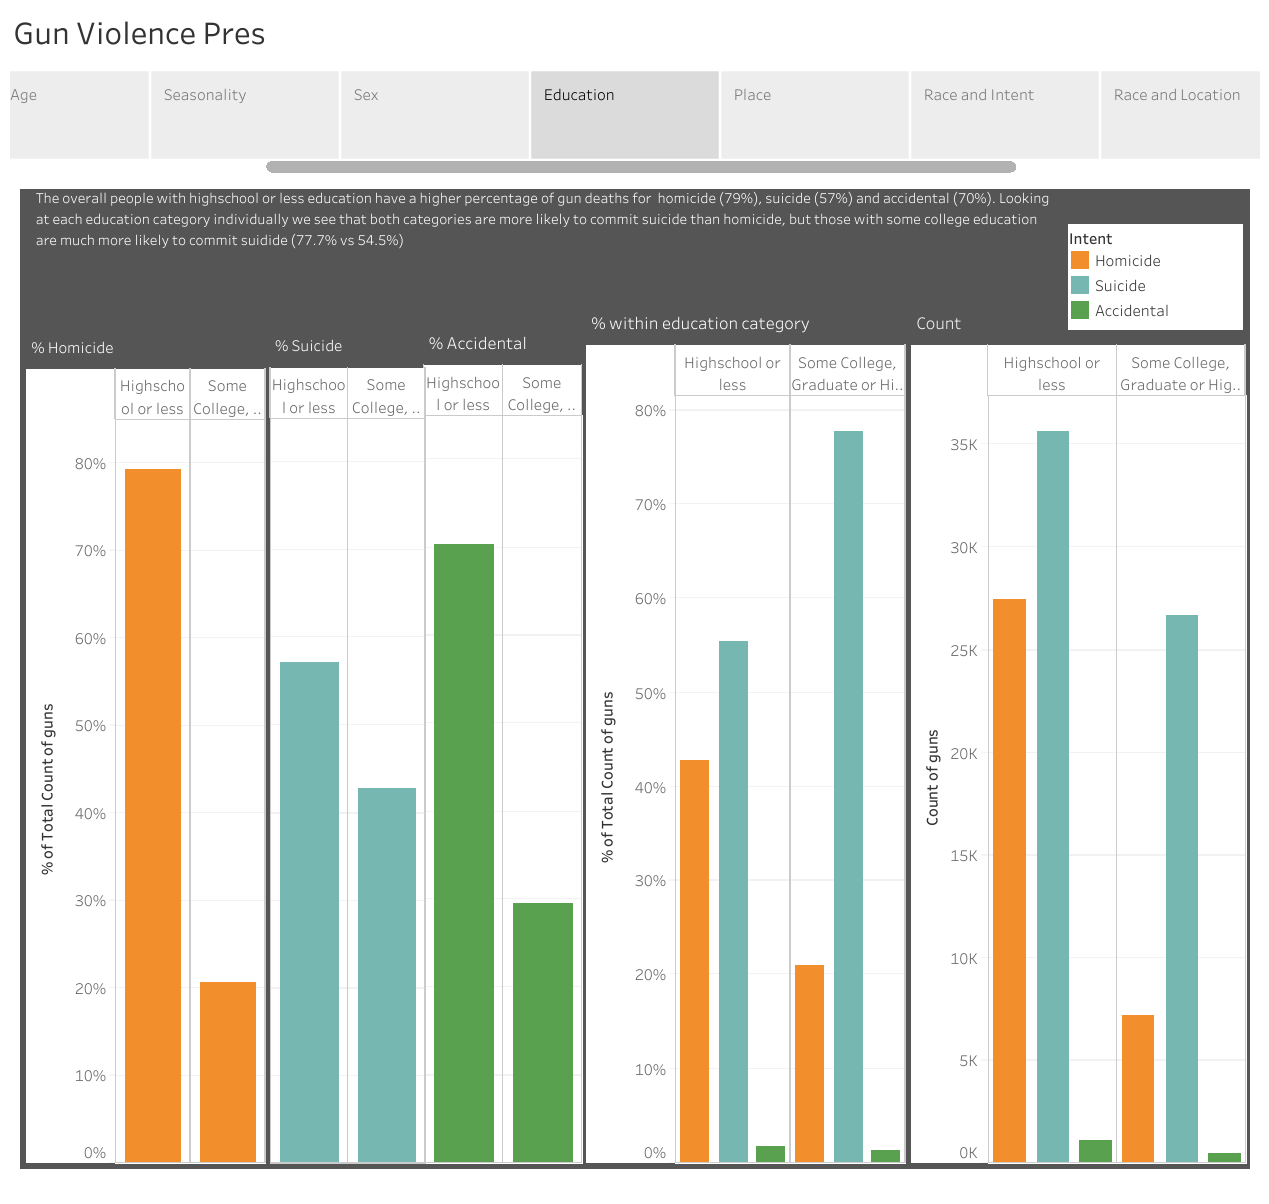 Gun Violence Pres
Age
Seasonality
Sex
Education
Place
Race and Intent
Race and Location
The overall people with highschool or less education have a higher percentage of gun deaths for  homicide (79%), suicide (57%) and accidental (70%). Looking
at each education category individually we see that both categories are more likely to commit suicide than homicide, but those with some college education
are much more likely to commit suidide (77.7% vs 54.5%)
Intent
Homicide
Suicide
Accidental
% Homicide
Highscho
ol or less
Some
College, ..
% of Total Count of guns
80%
70%
60%
50%
40%
30%
20%
10%
0%
% Suicide
Highschoo
l or less
Some
College, ..
% Accidental
Highschoo
l or less
Some
College, ..
% within education category
Highschool or
less
Some College,
Graduate or Hi..
% of Total Count of guns
80%
70%
60%
50%
40%
30%
20%
10%
0%
Count
Highschool or
less
Some College,
Graduate or Hig..
Count of guns
35K
30K
25K
20K
15K
10K
5K
0K